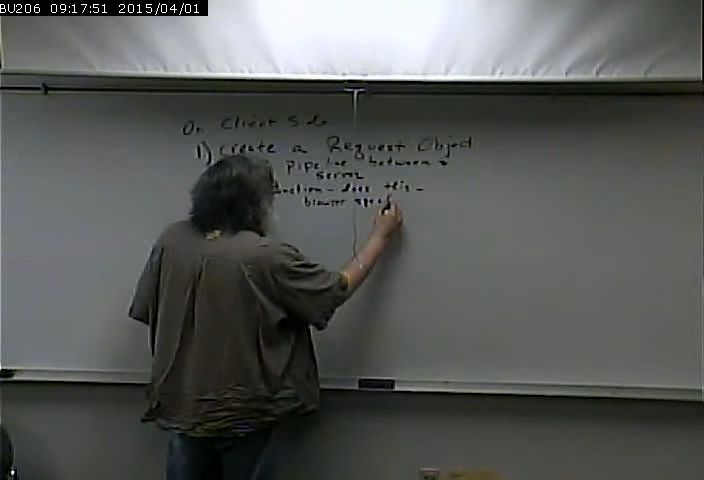 BU206 09:17:51 2015/04/01
On Client Side
1) create a Request Object
pipeline between &
server
function - does this -
browser spec